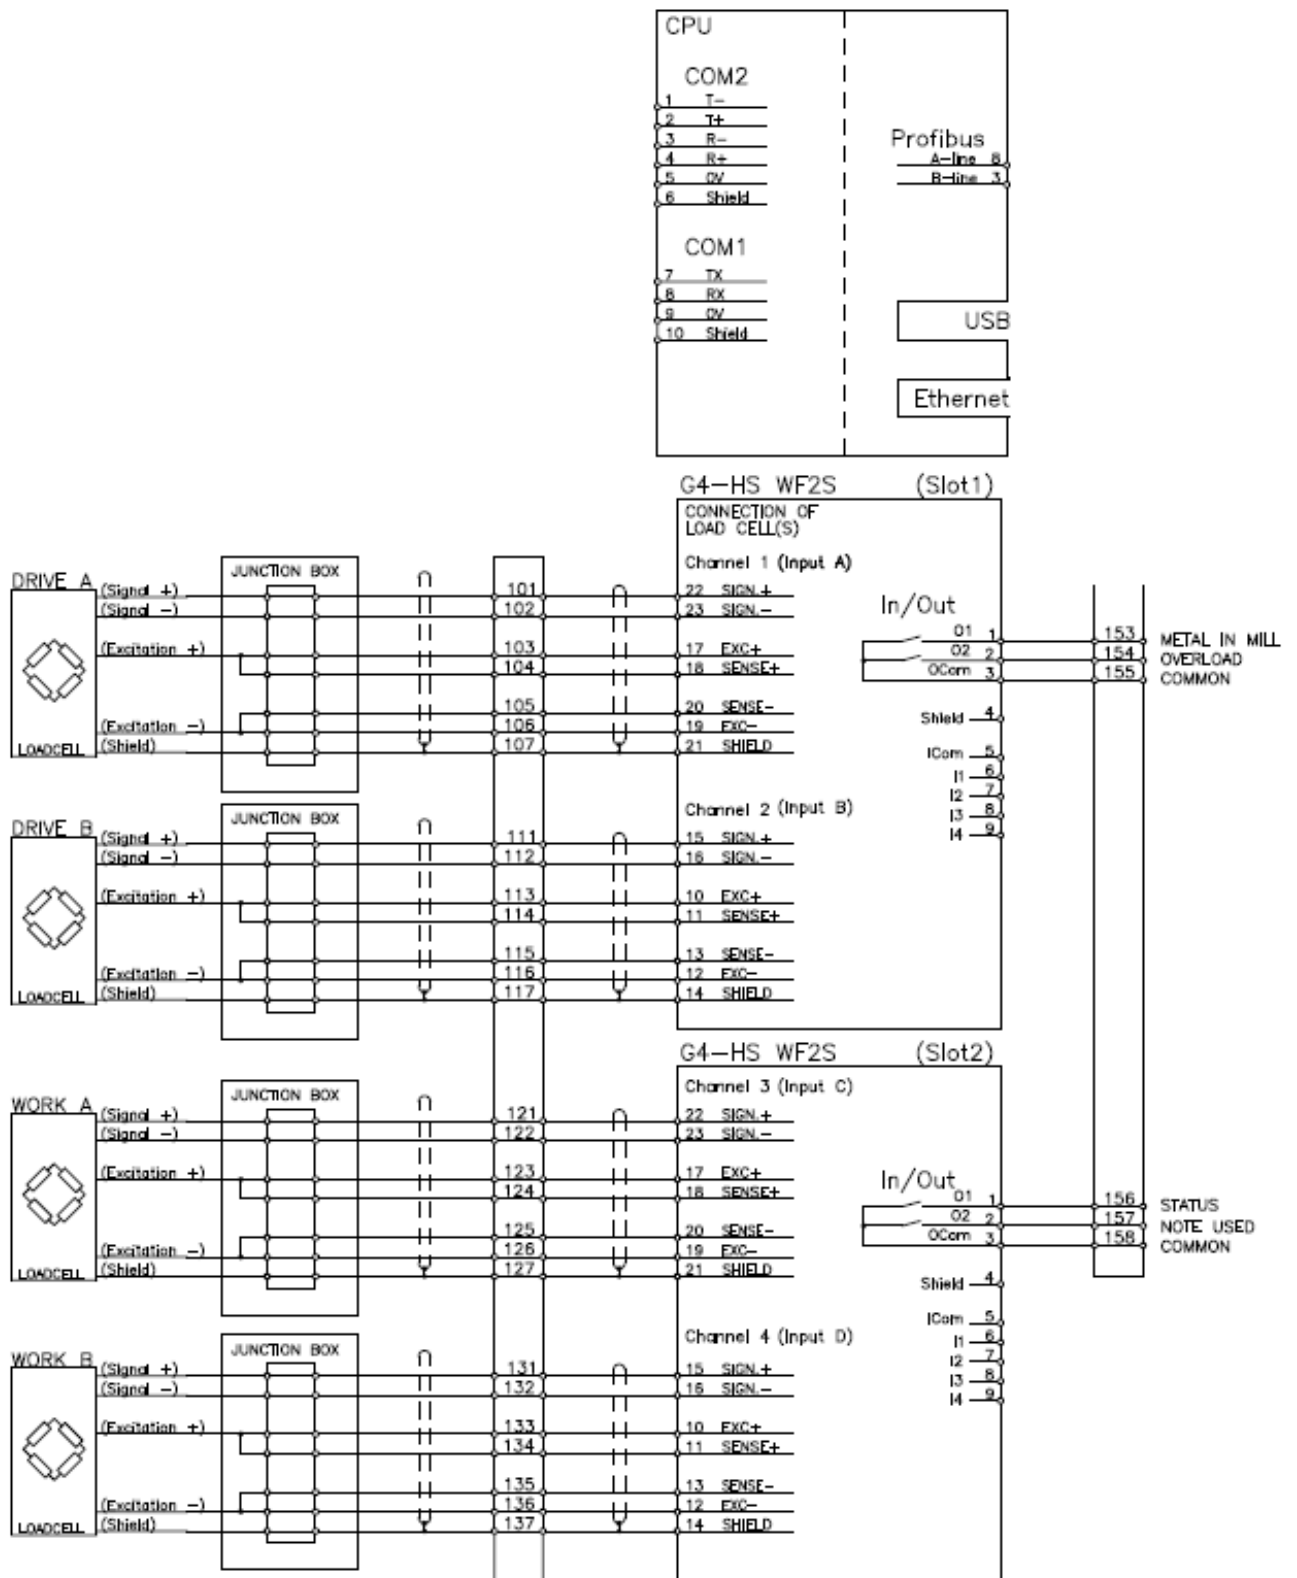 CPU
COM2
1 T-
2 T+
3 R-
4 R+
5 0V
6 Shield
COM1
7 TX
8 RX
9 0V
10 Shield
Profibus
A-line 8
B-line 3
USB
Ethernet
G4-HS WF2S (Slot1)
CONNECTION OF
LOAD CELL(S)
Channel 1 (Input A)
DRIVE A
(Signal +)
(Signal -)
(Excitation +)
(Excitation -)
(Shield)
LOADCELL
JUNCTION BOX
101
102
103
104
105
106
107
22 SIGN.+
23 SIGN.-
17 EXC+
18 SENSE+
20 SENSE-
19 EXC-
21 SHIELD
In/Out
O1 1
O2 2
OCom 3
Shield 4
ICom 5
I1 6
I2 7
I3 8
I4 9
153 METAL IN MILL
154 OVERLOAD
155 COMMON
Channel 2 (Input B)
DRIVE B
(Signal +)
(Signal -)
(Excitation +)
(Excitation -)
(Shield)
LOADCELL
JUNCTION BOX
111
112
113
114
115
116
117
15 SIGN.+
16 SIGN.-
10 EXC+
11 SENSE+
13 SENSE-
12 EXC-
14 SHIELD
G4-HS WF2S (Slot2)
Channel 3 (Input C)
WORK A
(Signal +)
(Signal -)
(Excitation +)
(Excitation -)
(Shield)
LOADCELL
JUNCTION BOX
121
122
123
124
125
126
127
22 SIGN.+
23 SIGN.-
17 EXC+
18 SENSE+
20 SENSE-
19 EXC-
21 SHIELD
In/Out
O1 1
O2 2
OCom 3
Shield 4
ICom 5
I1 6
I2 7
I3 8
I4 9
156 STATUS
157 NOTE USED
158 COMMON
Channel 4 (Input D)
WORK B
(Signal +)
(Signal -)
(Excitation +)
(Excitation -)
(Shield)
LOADCELL
JUNCTION BOX
131
132
133
134
135
136
137
15 SIGN.+
16 SIGN.-
10 EXC+
11 SENSE+
13 SENSE-
12 EXC-
14 SHIELD